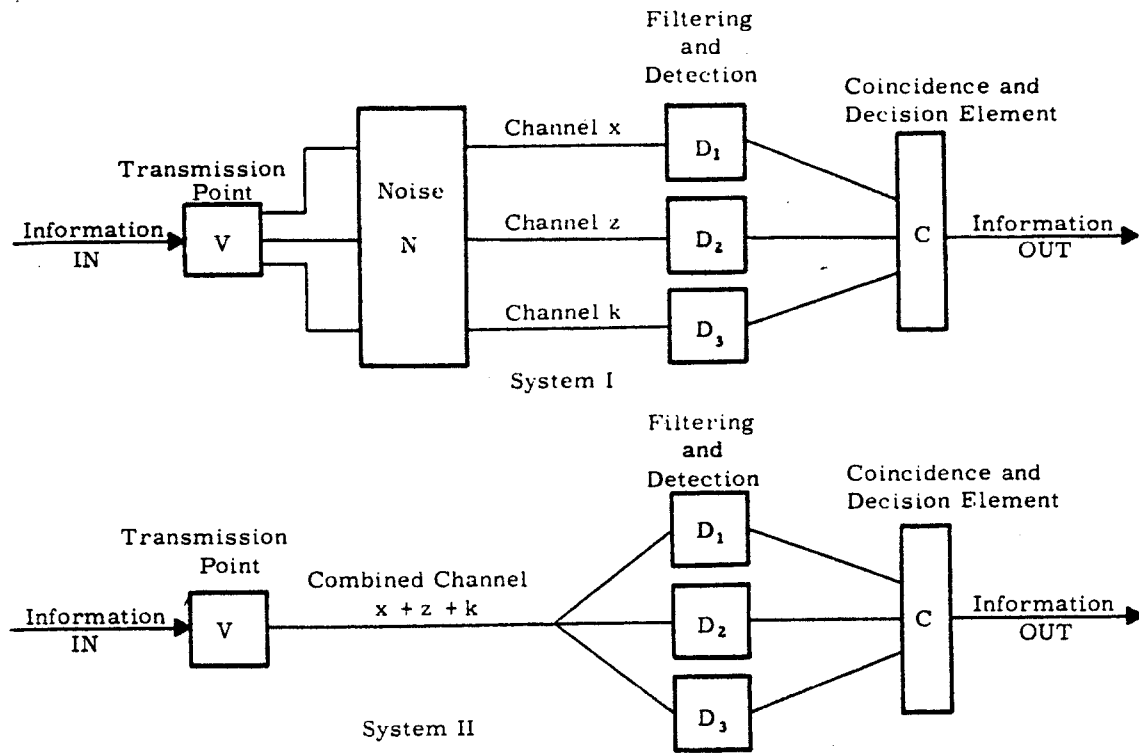 Filtering
and
Detection
Coincidence and
Decision Element
Transmission
Point
Information
IN
V
Noise
N
Channel x
Channel z
Channel k
D1
D2
D3
C
Information
OUT
System I
Filtering
and
Detection
Coincidence and
Decision Element
Transmission
Point
Information
IN
V
Combined Channel
x + z + k
D1
D2
D3
C
Information
OUT
System II